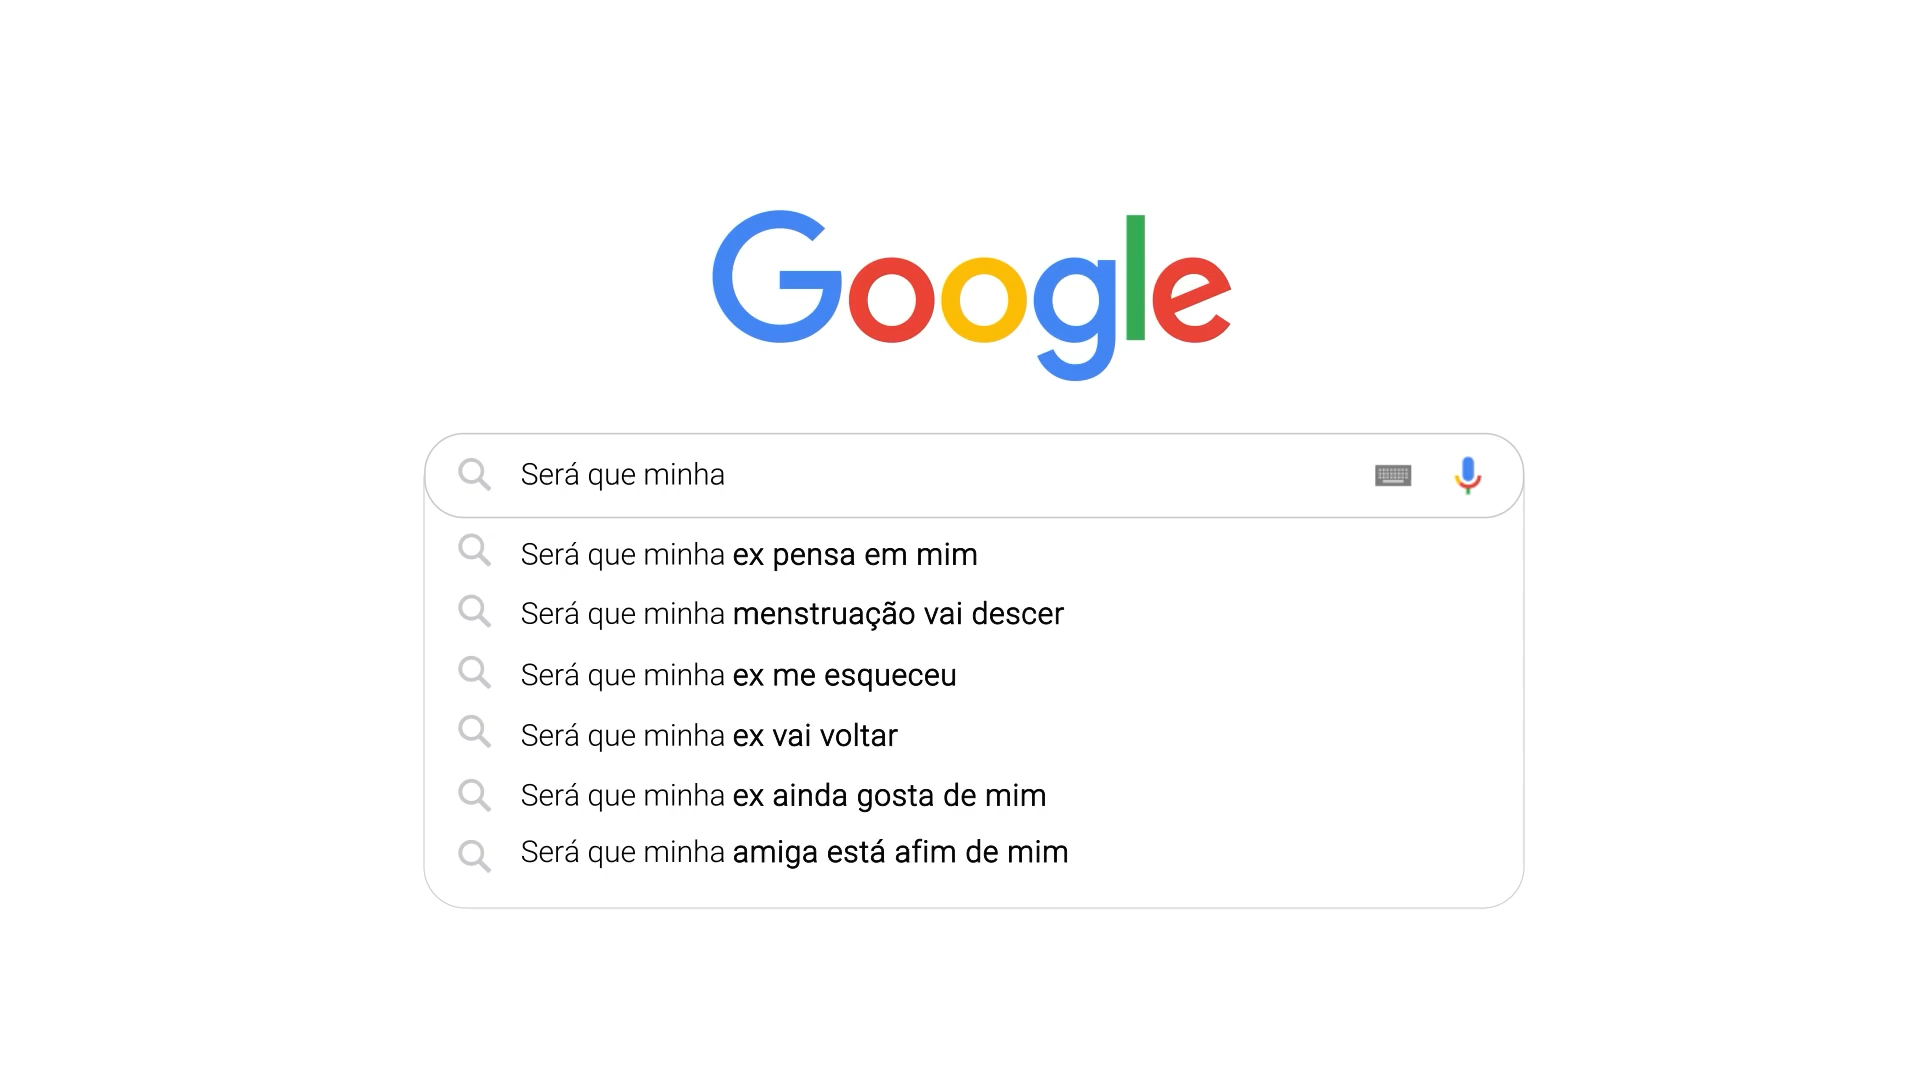 Google
Será que minha
Será que minha ex pensa em mim
Será que minha menstruação vai descer
Será que minha ex me esqueceu
Será que minha ex vai voltar
Será que minha ex ainda gosta de mim
Será que minha amiga está afim de mim